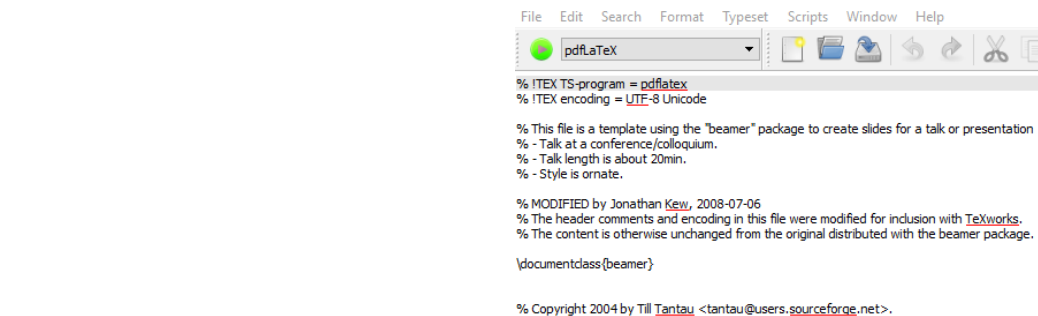 File Edit Search Format Typeset Scripts Window Help
pdfLaTeX
% !TEX TS-program = pdflatex
% !TEX encoding = UTF-8 Unicode
% This file is a template using the "beamer" package to create slides for a talk or presentation
% - Talk at a conference/colloquium.
% - Talk length is about 20min.
% - Style is ornate.
% MODIFIED by Jonathan Kew, 2008-07-06
% The header comments and encoding in this file were modified for inclusion with TeXworks.
% The content is otherwise unchanged from the original distributed with the beamer package.
\documentclass{beamer}
% Copyright 2004 by Till Tantau <tantau@users.sourceforge.net>.